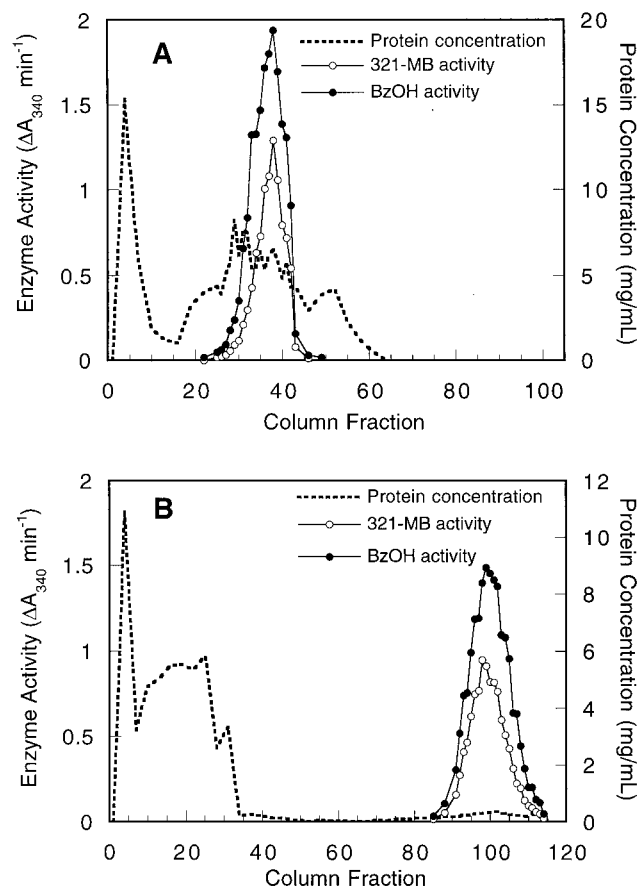 A
Protein concentration
321-MB activity
BzOH activity
Enzyme Activity (ΔA340 min-1)
Protein Concentration (mg/mL)
2
1.5
1
0.5
0
20
15
10
5
0
0 20 40 60 80 100
Column Fraction
B
Protein concentration
321-MB activity
BzOH activity
Enzyme Activity (ΔA340 min-1)
Protein Concentration (mg/mL)
2
1.5
1
0.5
0
12
10
8
6
4
2
0
0 20 40 60 80 100 120
Column Fraction